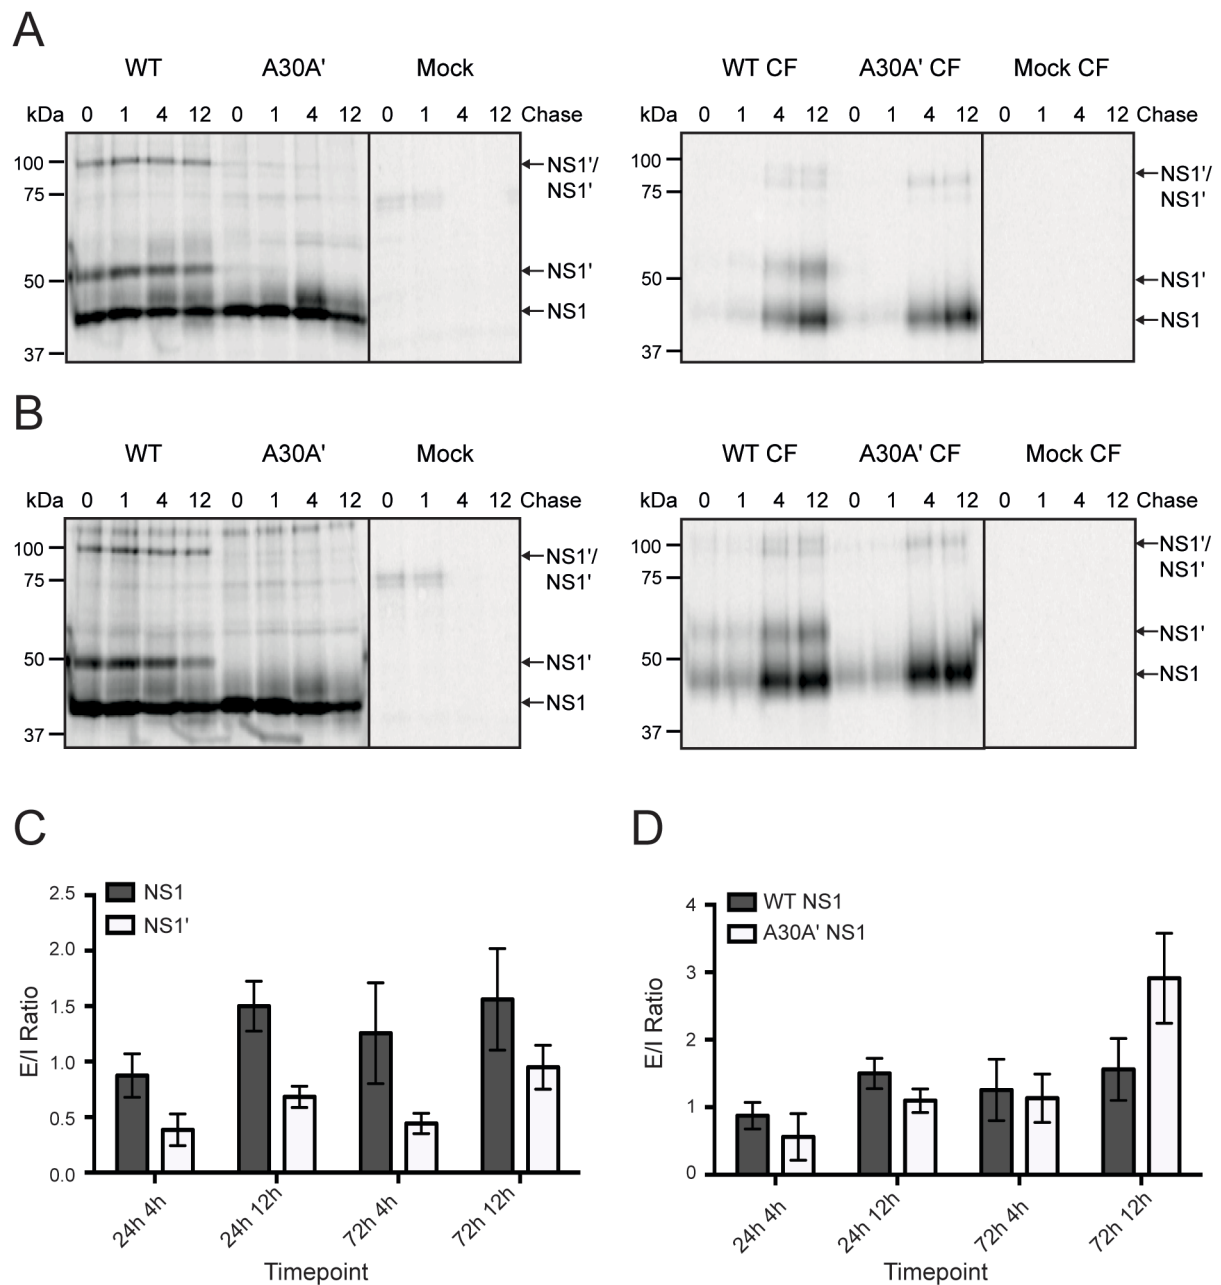 A
WT A30A' Mock
kDa 0 1 4 12 0 1 4 12 0 1 4 12 Chase
100
75
50
37
NS1'/
NS1'
NS1'
NS1
WT CF A30A' CF Mock CF
kDa 0 1 4 12 0 1 4 12 0 1 4 12 Chase
100
75
50
37
NS1'/
NS1'
NS1'
NS1
B
WT A30A' Mock
kDa 0 1 4 12 0 1 4 12 0 1 4 12 Chase
100
75
50
37
NS1'/
NS1'
NS1'
NS1
WT CF A30A' CF Mock CF
kDa 0 1 4 12 0 1 4 12 0 1 4 12 Chase
100
75
50
37
NS1'/
NS1'
NS1'
NS1
C
NS1
NS1'
2.5
2.0
1.5
1.0
0.5
0.0
E/I Ratio
24h 4h
24h 12h
72h 4h
72h 12h
Timepoint
D
WT NS1
A30A' NS1
4
3
2
1
0
E/I Ratio
24h 4h
24h 12h
72h 4h
72h 12h
Timepoint